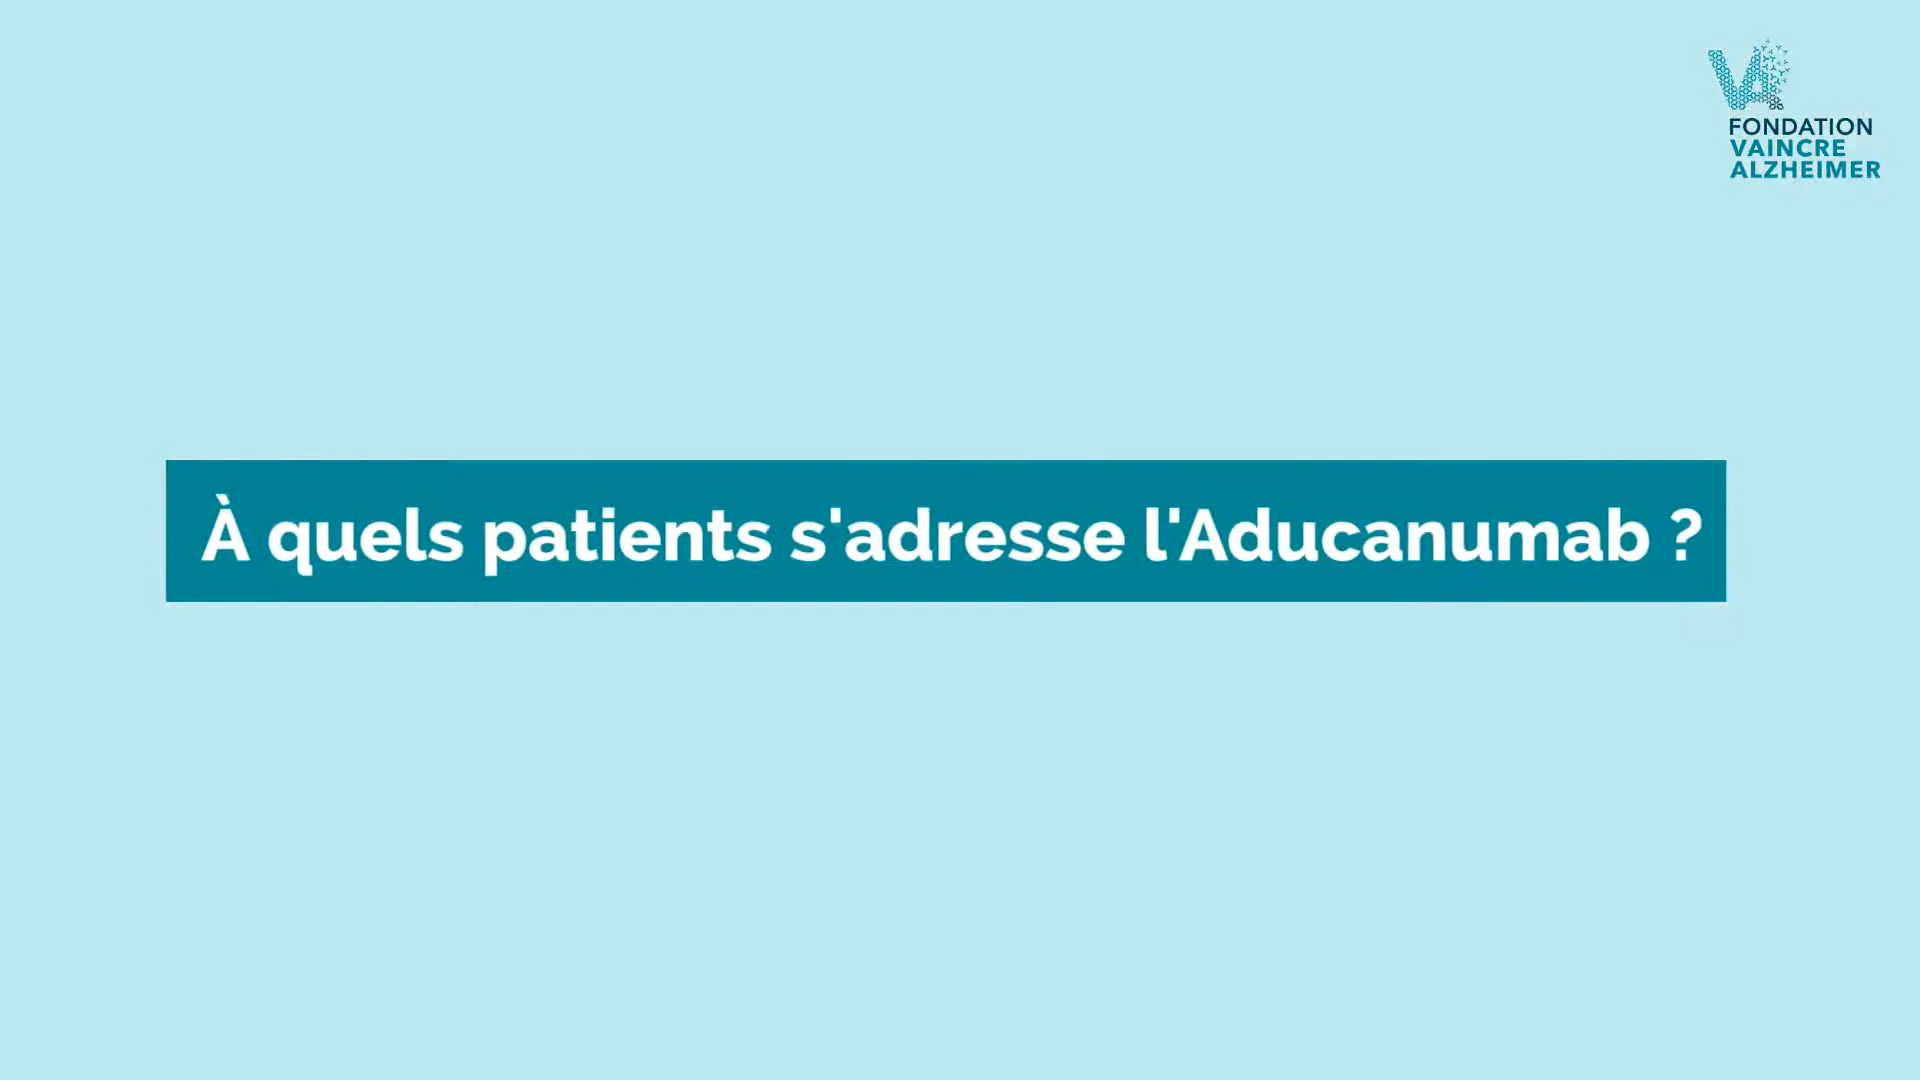 FONDATION
VAINCRE
ALZHEIMER
À quels patients s'adresse l'Aducanumab ?